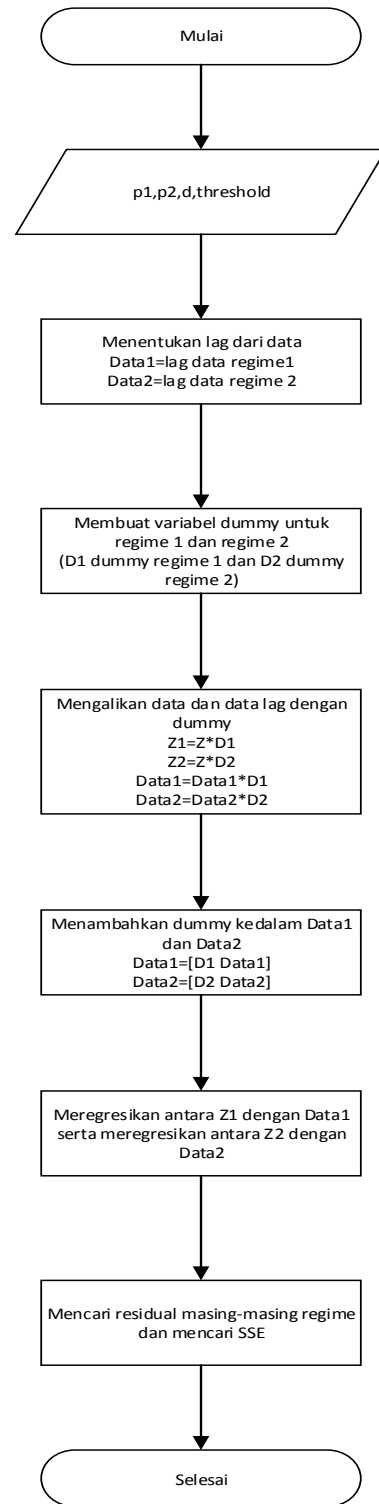 Mulai
p1,p2,d,threshold
Menentukan lag dari data
Data1=lag data regime1
Data2=lag data regime 2
Membuat variabel dummy untuk
regime 1 dan regime 2
(D1 dummy regime 1 dan D2 dummy
regime 2)
Mengalikan data dan data lag dengan
dummy
Z1=Z*D1
Z2=Z*D2
Data1=Data1*D1
Data2=Data2*D2
Menambahkan dummy kedalam Data1
dan Data2
Data1=[D1 Data1]
Data2=[D2 Data2]
Meregresikan antara Z1 dengan Data1
serta meregresikan antara Z2 dengan
Data2
Mencari residual masing-masing regime
dan mencari SSE
Selesai